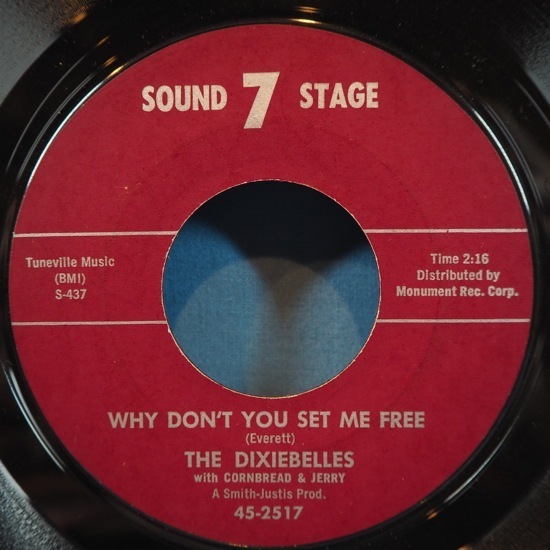 SOUND 7 STAGE
Tuneville Music
(BMI)
S-437
Time 2:16
Distributed by
Monument Rec. Corp.
WHY DON'T YOU SET ME FREE
(Everett)
THE DIXIEBELLES
with CORNBREAD & JERRY
A Smith-Justis Prod.
45-2517